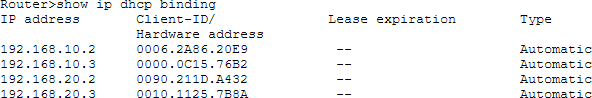 Router>show ip dhcp binding
IP address       Client-ID/              Lease expiration        Type
                 Hardware address
192.168.10.2     0006.2A86.20E9           --                     Automatic
192.168.10.3     0000.0C15.76B2           --                     Automatic
192.168.20.2     0090.211D.A432           --                     Automatic
192.168.20.3     0010.1125.7B8A           --                     Automatic